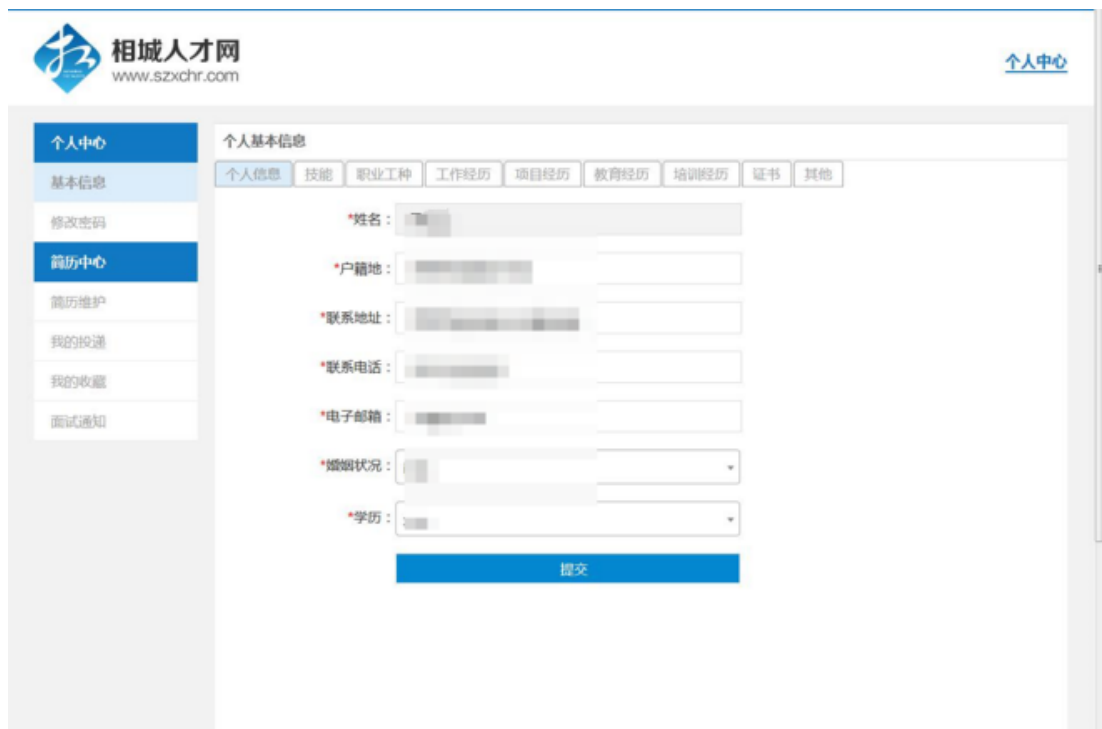 相城人才网
www.szxchr.com
个人中心
个人中心
基本信息
修改密码
简历中心
简历维护
我的投递
我的收藏
面试通知
个人基本信息
个人信息 技能 职业工种 工作经历 项目经历 教育经历 培训经历 证书 其他
*姓名：
*户籍地：
*联系地址：
*联系电话：
*电子邮箱：
*婚姻状况：
*学历：
提交